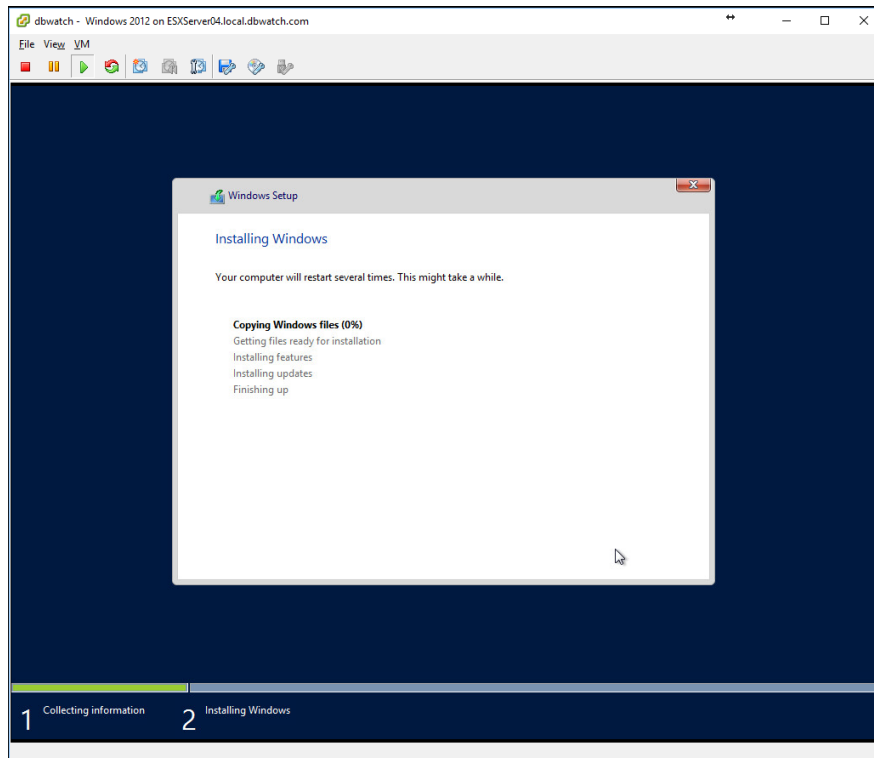 dbwatch - Windows 2012 on ESXServer04.local.dbwatch.com
File View VM
Windows Setup
Installing Windows
Your computer will restart several times. This might take a while.
Copying Windows files (0%)
Getting files ready for installation
Installing features
Installing updates
Finishing up
1 Collecting information 2 Installing Windows